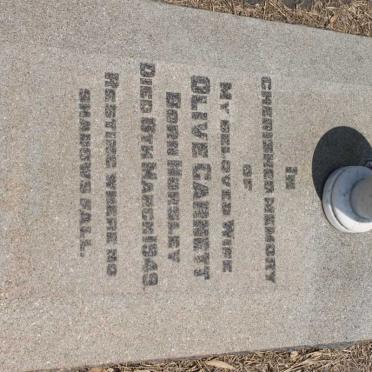 IN
CHERISHED MEMORY
OF
MY BELOVED WIFE
OLIVE GARNETT
BORN HORSLEY
DIED 8TH MARCH 1949
RESTING WHERE NO
SHADOWS FALL.